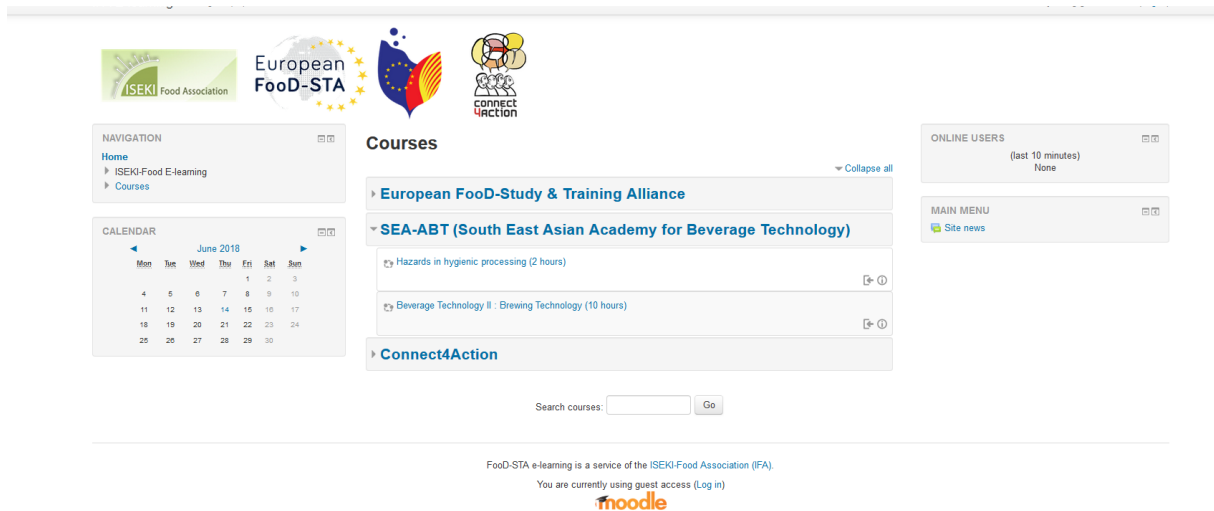 ISEKI Food Association
European
FooD-STA
connect
4action
NAVIGATION
Home
ISEKI-Food E-learning
Courses
CALENDAR
June 2018
Mon Tue Wed Thu Fri Sat Sun
1 2 3
4 5 6 7 8 9 10
11 12 13 14 15 16 17
18 19 20 21 22 23 24
25 26 27 28 29 30
Courses
Collapse all
European FooD-Study & Training Alliance
SEA-ABT (South East Asian Academy for Beverage Technology)
Hazards in hygienic processing (2 hours)
Beverage Technology II : Brewing Technology (10 hours)
Connect4Action
Search courses: Go
ONLINE USERS
(last 10 minutes)
None
MAIN MENU
Site news
FooD-STA e-learning is a service of the ISEKI-Food Association (IFA).
You are currently using guest access (Log in)
moodle